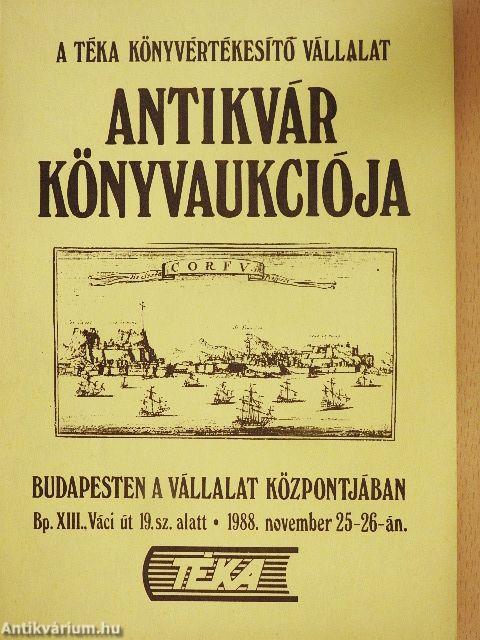 A TÉKA KÖNYVÉRTÉKESÍTŐ VÁLLALAT
ANTIKVÁR
KÖNYVAUKCIÓJA
CORFV
BUDAPESTEN A VÁLLALAT KÖZPONTJÁBAN
Bp. XIII., Váci út 19. sz. alatt • 1988. november 25-26-án.
TÉKA
Antikvárium.hu